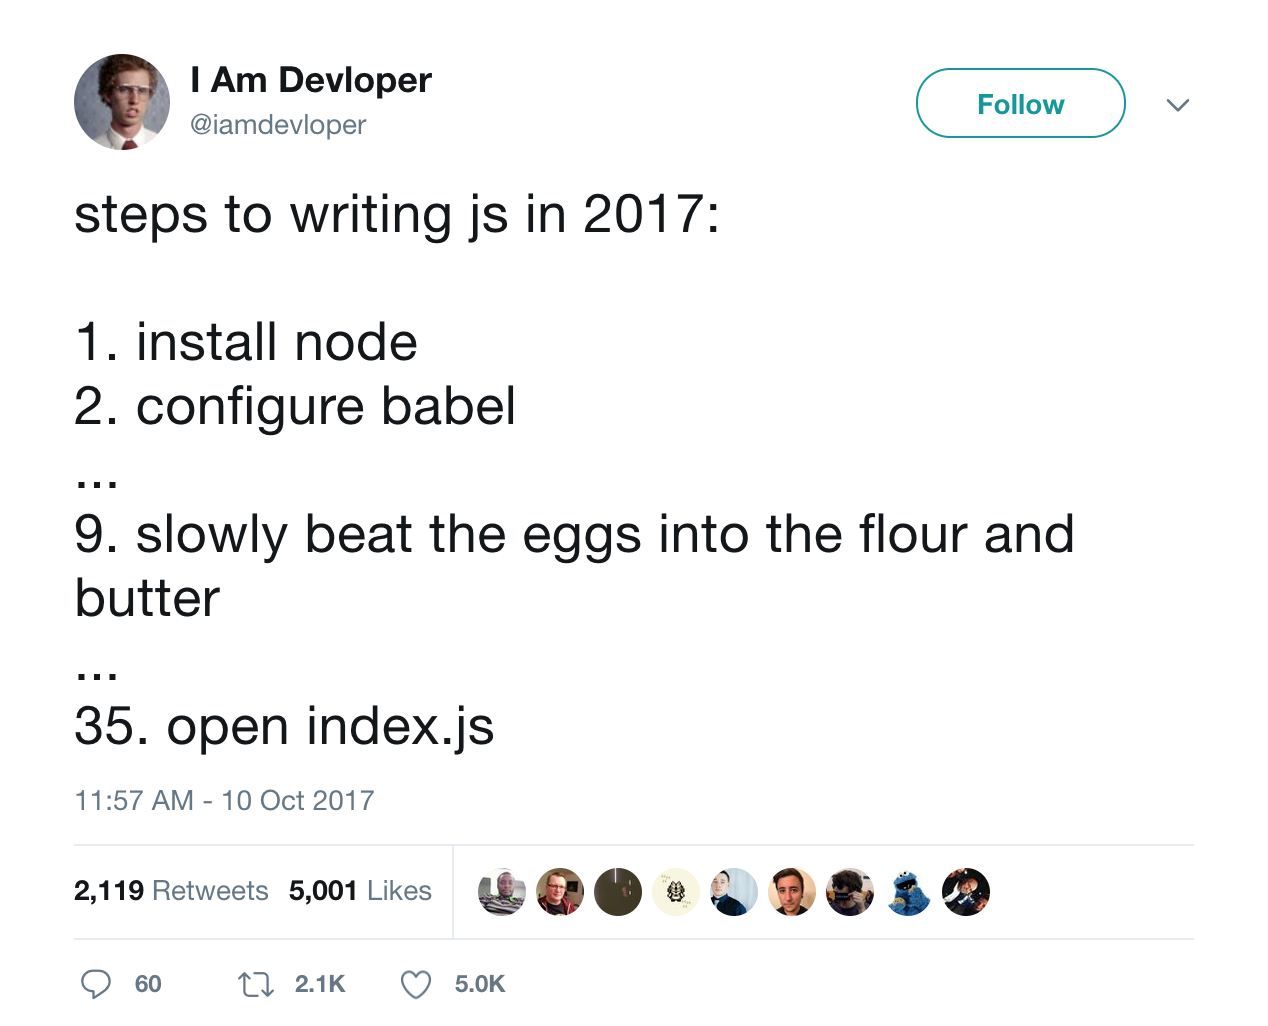 I Am Devloper
@iamdevloper
Follow
steps to writing js in 2017:
1. install node
2. configure babel
...
9. slowly beat the eggs into the flour and
butter
...
35. open index.js
11:57 AM - 10 Oct 2017
2,119 Retweets 5,001 Likes
60 2.1K 5.0K